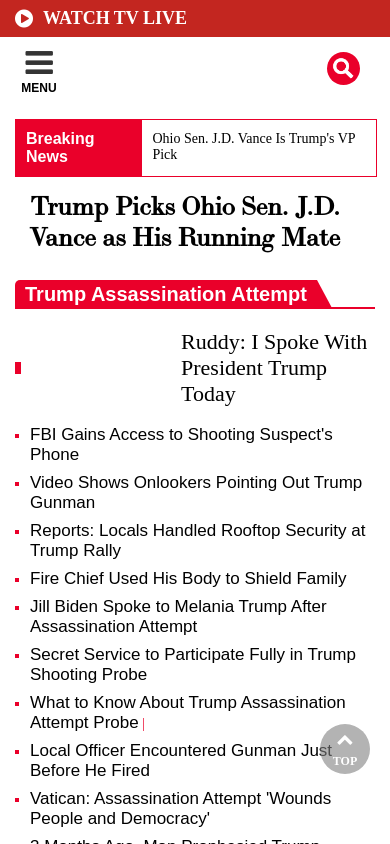 WATCH TV LIVE
MENU
Breaking News
Ohio Sen. J.D. Vance Is Trump's VP
Pick
Trump Picks Ohio Sen. J.D.
Vance as His Running Mate
Trump Assassination Attempt
Ruddy: I Spoke With
President Trump
Today
FBI Gains Access to Shooting Suspect's
Phone
Video Shows Onlookers Pointing Out Trump
Gunman
Reports: Locals Handled Rooftop Security at
Trump Rally
Fire Chief Used His Body to Shield Family
Jill Biden Spoke to Melania Trump After
Assassination Attempt
Secret Service to Participate Fully in Trump
Shooting Probe
What to Know About Trump Assassination
Attempt Probe |
Local Officer Encountered Gunman Just
Before He Fired
TOP
Vatican: Assassination Attempt 'Wounds
People and Democracy'